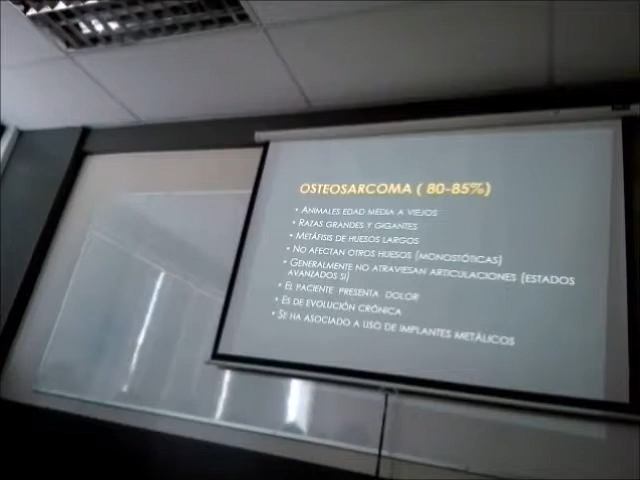 OSTEOSARCOMA ( 80-85%)
• ANIMALES EDAD MEDIA A VIEJOS
• RAZAS GRANDES Y GIGANTES
• METÁFISIS DE HUESOS LARGOS
• NO AFECTAN OTROS HUESOS (MONOSTÓTICAS)
• GENERALMENTE NO ATRAVIESAN ARTICULACIONES (ESTADOS
AVANZADOS SI)
• EL PACIENTE PRESENTA DOLOR
• ES DE EVOLUCIÓN CRÓNICA
• SE HA ASOCIADO A USO DE IMPLANTES METÁLICOS